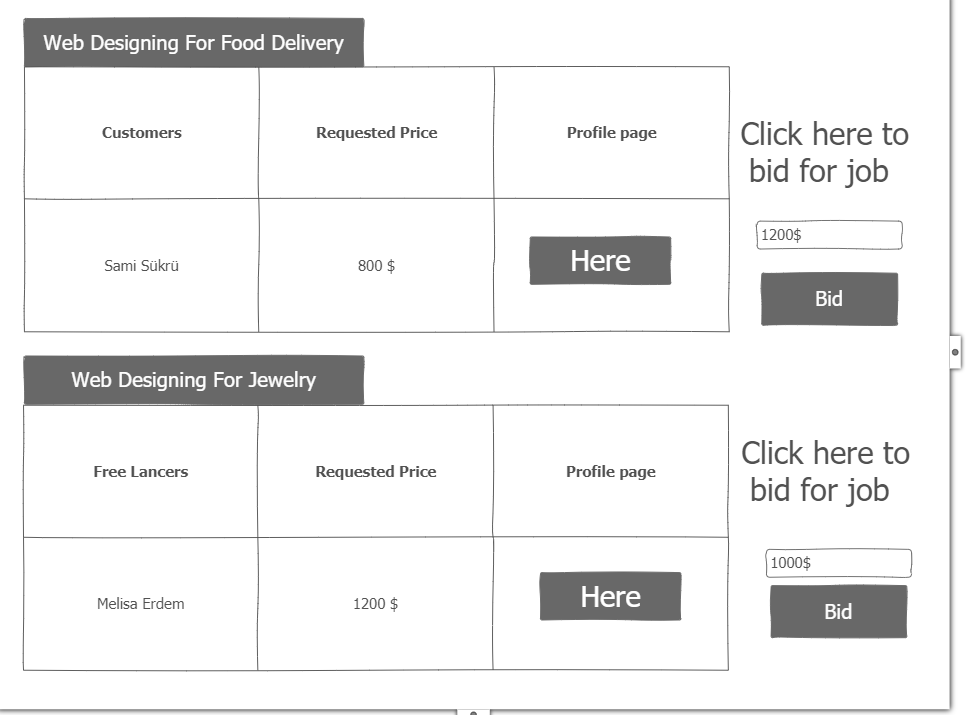 Web Designing For Food Delivery
Customers Requested Price Profile page
Sami Sükrü 800 $ Here
Click here to
bid for job
1200$
Bid
Web Designing For Jewelry
Free Lancers Requested Price Profile page
Melisa Erdem 1200 $ Here
Click here to
bid for job
1000$
Bid